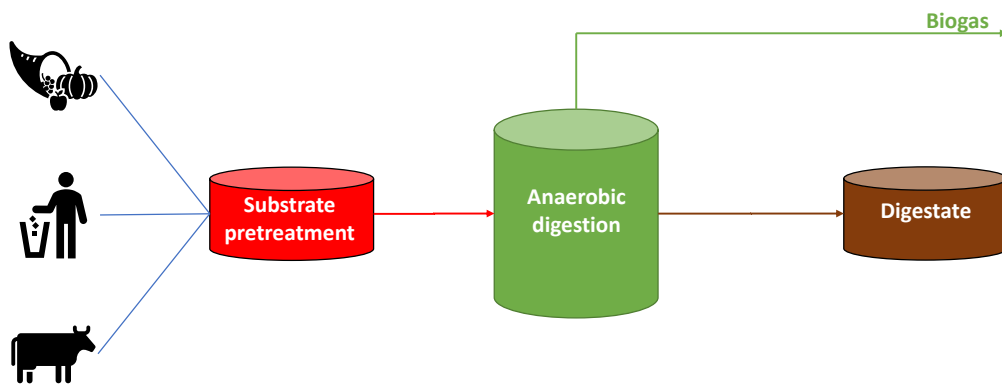 Biogas
Substrate
pretreatment
Anaerobic
digestion
Digestate